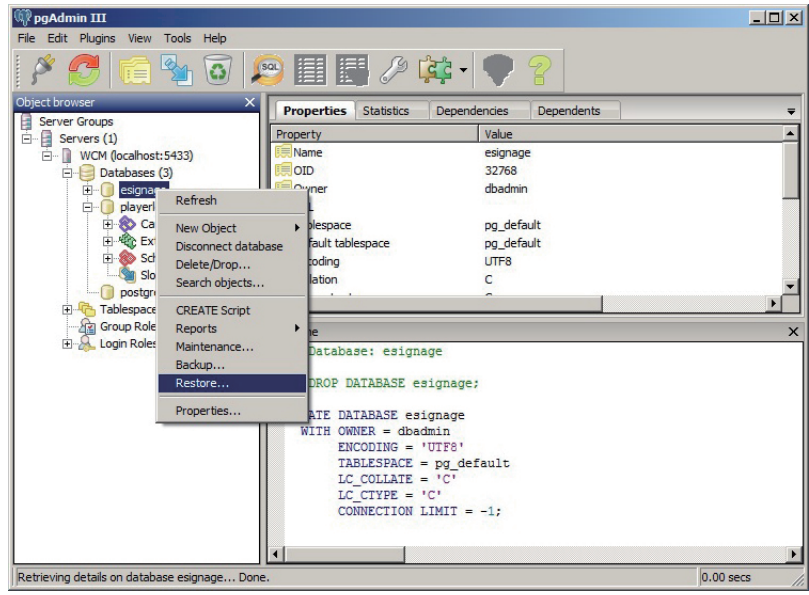 pgAdmin III
File Edit Plugins View Tools Help
SQL
Object browser
Server Groups
Servers (1)
WCM (localhost:5433)
Databases (3)
esignage
Tablespace
Group Role
Login Roles
Refresh
New Object
Disconnect database
Delete/Drop...
Search objects...
CREATE Script
Reports
Maintenance...
Backup...
Restore...
Properties...
Properties Statistics Dependencies Dependents
Property Value
Name esignage
OID 32768
Owner dbadmin
pg_default
pg_default
UTF8
C
Database: esignage
DROP DATABASE esignage;
DATABASE esignage
WITH OWNER = dbadmin
ENCODING = 'UTF8'
TABLESPACE = pg_default
LC_COLLATE = 'C'
LC_CTYPE = 'C'
CONNECTION LIMIT = -1;
Retrieving details on database esignage... Done. 0.00 secs